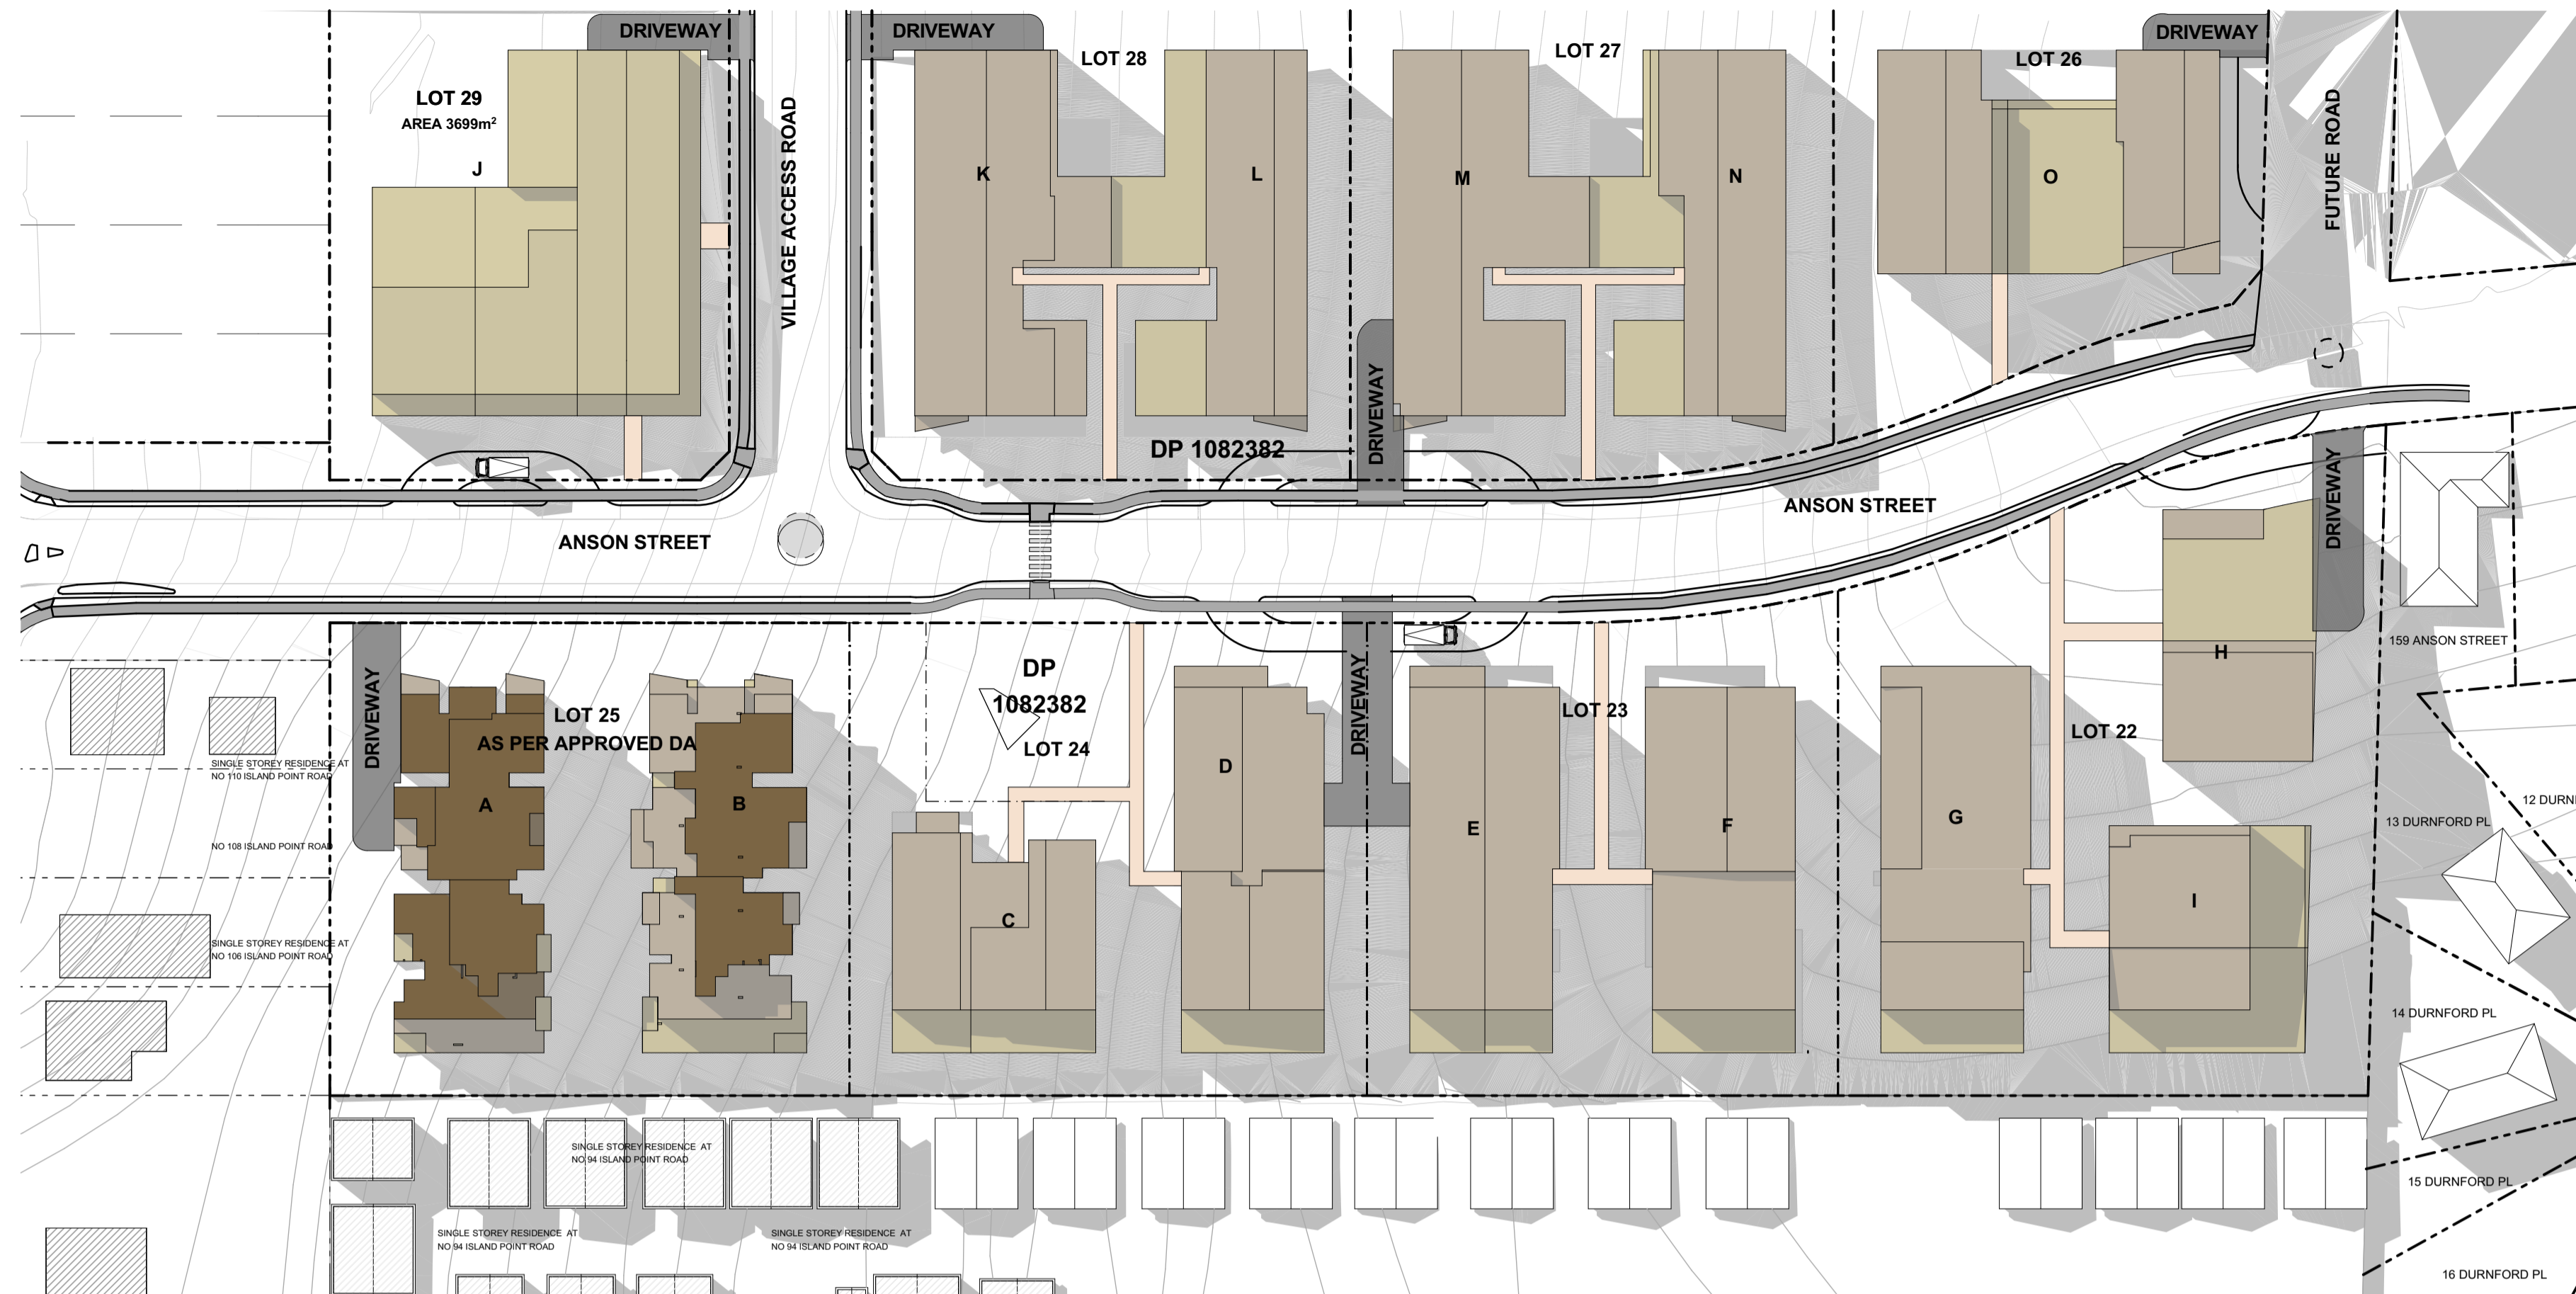 DRIVEWAY
DRIVEWAY
DRIVEWAY
LOT 29
AREA 3699m²
J
VILLAGE ACCESS ROAD
LOT 28
K
L
LOT 27
M
N
LOT 26
O
FUTURE ROAD
DRIVEWAY
DP 1082382
ANSON STREET
ANSON STREET
DRIVEWAY
DRIVEWAY
LOT 25
AS PER APPROVED DA
A
B
DP
1082382
LOT 24
C
D
DRIVEWAY
E
LOT 23
F
G
LOT 22
H
I
159 ANSON STREET
SINGLE STOREY RESIDENCE AT
NO 110 ISLAND POINT ROAD
NO 108 ISLAND POINT ROAD
SINGLE STOREY RESIDENCE AT
NO 106 ISLAND POINT ROAD
12 DURN
13 DURNFORD PL
14 DURNFORD PL
15 DURNFORD PL
16 DURNFORD PL
SINGLE STOREY RESIDENCE AT
NO 94 ISLAND POINT ROAD
SINGLE STOREY RESIDENCE AT
NO 94 ISLAND POINT ROAD
SINGLE STOREY RESIDENCE AT
NO 94 ISLAND POINT ROAD